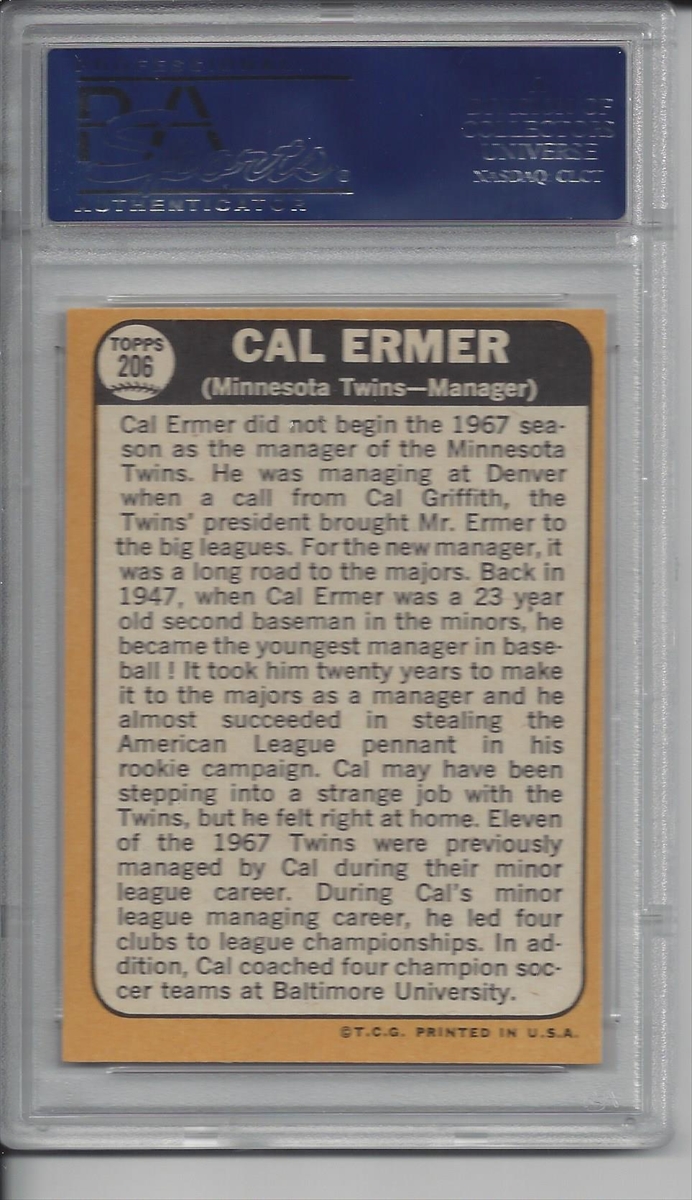 AUTHENTICATOR
COLLECTORS
UNIVERSE
NASDAQ: CLCT
TOPPS
206
CAL ERMER
(Minnesota Twins—Manager)
Cal Ermer did not begin the 1967 sea-
son as the manager of the Minnesota
Twins. He was managing at Denver
when a call from Cal Griffith, the
Twins' president brought Mr. Ermer to
the big leagues. For the new manager, it
was a long road to the majors. Back in
1947, when Cal Ermer was a 23 year
old second baseman in the minors, he
became the youngest manager in base-
ball ! It took him twenty years to make
it to the majors as a manager and he
almost succeeded in stealing the
American League pennant in his
rookie campaign. Cal may have been
stepping into a strange job with the
Twins, but he felt right at home. Eleven
of the 1967 Twins were previously
managed by Cal during their minor
league career. During Cal's minor
league managing career, he led four
clubs to league championships. In ad-
dition, Cal coached four champion soc-
cer teams at Baltimore University.
©T.C.G. PRINTED IN U.S.A.